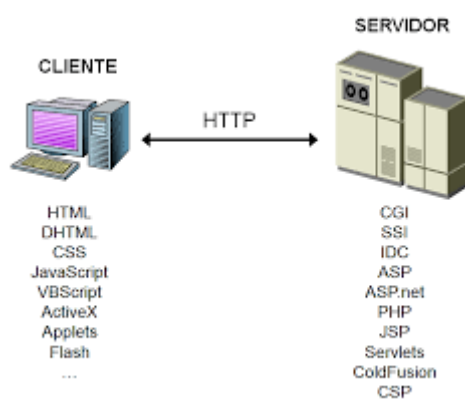 SERVIDOR
CLIENTE
HTTP
HTML
DHTML
CSS
JavaScript
VBScript
ActiveX
Applets
Flash
...
CGI
SSI
IDC
ASP
ASP.net
PHP
JSP
Servlets
ColdFusion
CSP